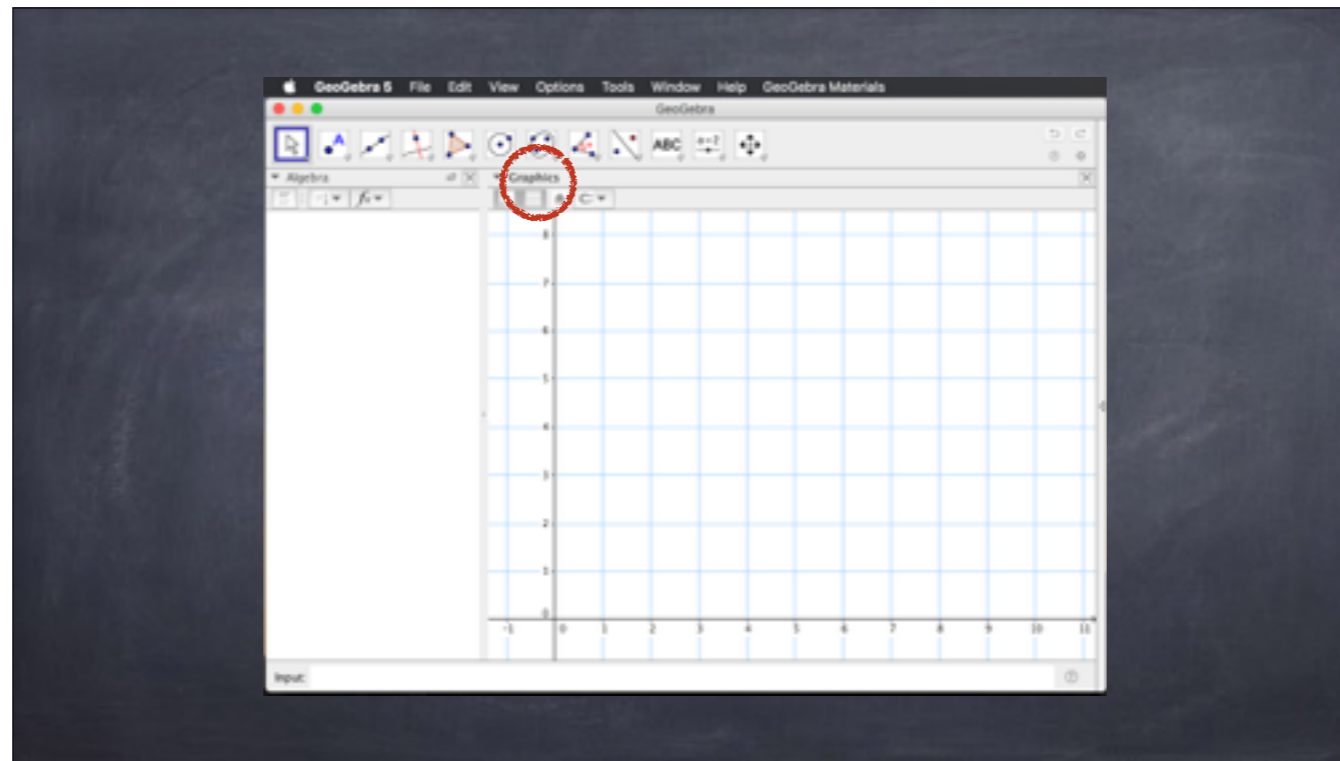 GeoGebra 5 File Edit View Options Tools Window Help GeoGebra Materials
GeoGebra
A ABC a=2
Algebra Graphics
fx
8
7
6
5
4
3
2
1
0
-1 0 1 2 3 4 5 6 7 8 9 10 11
Input: